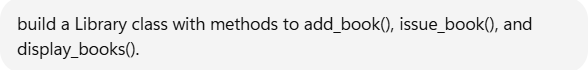 build a Library class with methods to add_book(), issue_book(), and
display_books().